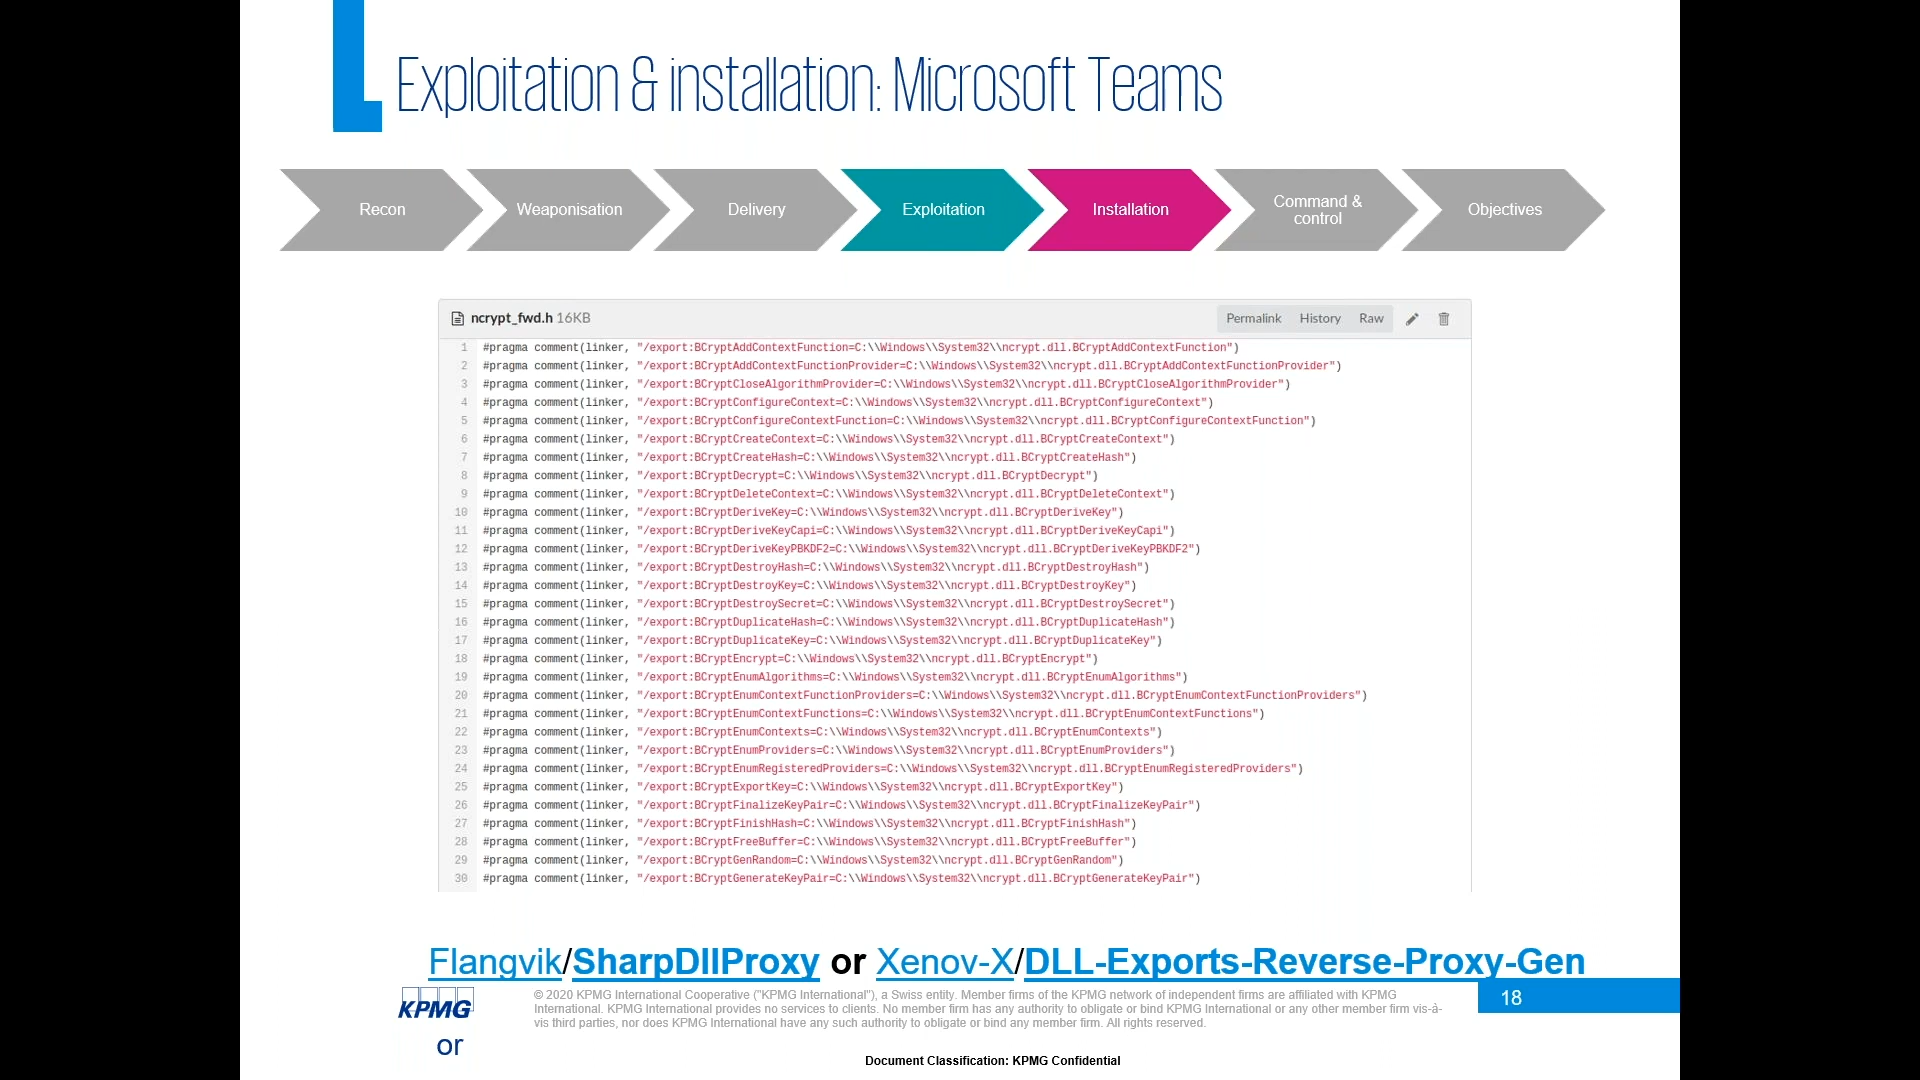 Exploitation & installation: Microsoft Teams
Recon
Weaponisation
Delivery
Exploitation
Installation
Command &
control
Objectives
ncrypt_fwd.h 16KB
Permalink History Raw
1 #pragma comment(linker, "/export:BCryptAddContextFunction=C:\\Windows\\System32\\ncrypt.dll.BCryptAddContextFunction")
2 #pragma comment(linker, "/export:BCryptAddContextFunctionProvider=C:\\Windows\\System32\\ncrypt.dll.BCryptAddContextFunctionProvider")
3 #pragma comment(linker, "/export:BCryptCloseAlgorithmProvider=C:\\Windows\\System32\\ncrypt.dll.BCryptCloseAlgorithmProvider")
4 #pragma comment(linker, "/export:BCryptConfigureContext=C:\\Windows\\System32\\ncrypt.dll.BCryptConfigureContext")
5 #pragma comment(linker, "/export:BCryptConfigureContextFunction=C:\\Windows\\System32\\ncrypt.dll.BCryptConfigureContextFunction")
6 #pragma comment(linker, "/export:BCryptCreateContext=C:\\Windows\\System32\\ncrypt.dll.BCryptCreateContext")
7 #pragma comment(linker, "/export:BCryptCreateHash=C:\\Windows\\System32\\ncrypt.dll.BCryptCreateHash")
8 #pragma comment(linker, "/export:BCryptDecrypt=C:\\Windows\\System32\\ncrypt.dll.BCryptDecrypt")
9 #pragma comment(linker, "/export:BCryptDeleteContext=C:\\Windows\\System32\\ncrypt.dll.BCryptDeleteContext")
10 #pragma comment(linker, "/export:BCryptDeriveKey=C:\\Windows\\System32\\ncrypt.dll.BCryptDeriveKey")
11 #pragma comment(linker, "/export:BCryptDeriveKeyCapi=C:\\Windows\\System32\\ncrypt.dll.BCryptDeriveKeyCapi")
12 #pragma comment(linker, "/export:BCryptDeriveKeyPBKDF2=C:\\Windows\\System32\\ncrypt.dll.BCryptDeriveKeyPBKDF2")
13 #pragma comment(linker, "/export:BCryptDestroyHash=C:\\Windows\\System32\\ncrypt.dll.BCryptDestroyHash")
14 #pragma comment(linker, "/export:BCryptDestroyKey=C:\\Windows\\System32\\ncrypt.dll.BCryptDestroyKey")
15 #pragma comment(linker, "/export:BCryptDestroySecret=C:\\Windows\\System32\\ncrypt.dll.BCryptDestroySecret")
16 #pragma comment(linker, "/export:BCryptDuplicateHash=C:\\Windows\\System32\\ncrypt.dll.BCryptDuplicateHash")
17 #pragma comment(linker, "/export:BCryptDuplicateKey=C:\\Windows\\System32\\ncrypt.dll.BCryptDuplicateKey")
18 #pragma comment(linker, "/export:BCryptEncrypt=C:\\Windows\\System32\\ncrypt.dll.BCryptEncrypt")
19 #pragma comment(linker, "/export:BCryptEnumAlgorithms=C:\\Windows\\System32\\ncrypt.dll.BCryptEnumAlgorithms")
20 #pragma comment(linker, "/export:BCryptEnumContextFunctionProviders=C:\\Windows\\System32\\ncrypt.dll.BCryptEnumContextFunctionProviders")
21 #pragma comment(linker, "/export:BCryptEnumContextFunctions=C:\\Windows\\System32\\ncrypt.dll.BCryptEnumContextFunctions")
22 #pragma comment(linker, "/export:BCryptEnumContexts=C:\\Windows\\System32\\ncrypt.dll.BCryptEnumContexts")
23 #pragma comment(linker, "/export:BCryptEnumProviders=C:\\Windows\\System32\\ncrypt.dll.BCryptEnumProviders")
24 #pragma comment(linker, "/export:BCryptEnumRegisteredProviders=C:\\Windows\\System32\\ncrypt.dll.BCryptEnumRegisteredProviders")
25 #pragma comment(linker, "/export:BCryptExportKey=C:\\Windows\\System32\\ncrypt.dll.BCryptExportKey")
26 #pragma comment(linker, "/export:BCryptFinalizeKeyPair=C:\\Windows\\System32\\ncrypt.dll.BCryptFinalizeKeyPair")
27 #pragma comment(linker, "/export:BCryptFinishHash=C:\\Windows\\System32\\ncrypt.dll.BCryptFinishHash")
28 #pragma comment(linker, "/export:BCryptFreeBuffer=C:\\Windows\\System32\\ncrypt.dll.BCryptFreeBuffer")
29 #pragma comment(linker, "/export:BCryptGenRandom=C:\\Windows\\System32\\ncrypt.dll.BCryptGenRandom")
30 #pragma comment(linker, "/export:BCryptGenerateKeyPair=C:\\Windows\\System32\\ncrypt.dll.BCryptGenerateKeyPair")
Flangvik/SharpDllProxy or Xenov-X/DLL-Exports-Reverse-Proxy-Gen
KPMG
or
© 2020 KPMG International Cooperative ("KPMG International"), a Swiss entity. Member firms of the KPMG network of independent firms are affiliated with KPMG
International. KPMG International provides no services to clients. No member firm has any authority to obligate or bind KPMG International or any other member firm vis-à-
vis third parties, nor does KPMG International have any such authority to obligate or bind any member firm. All rights reserved.
18
Document Classification: KPMG Confidential